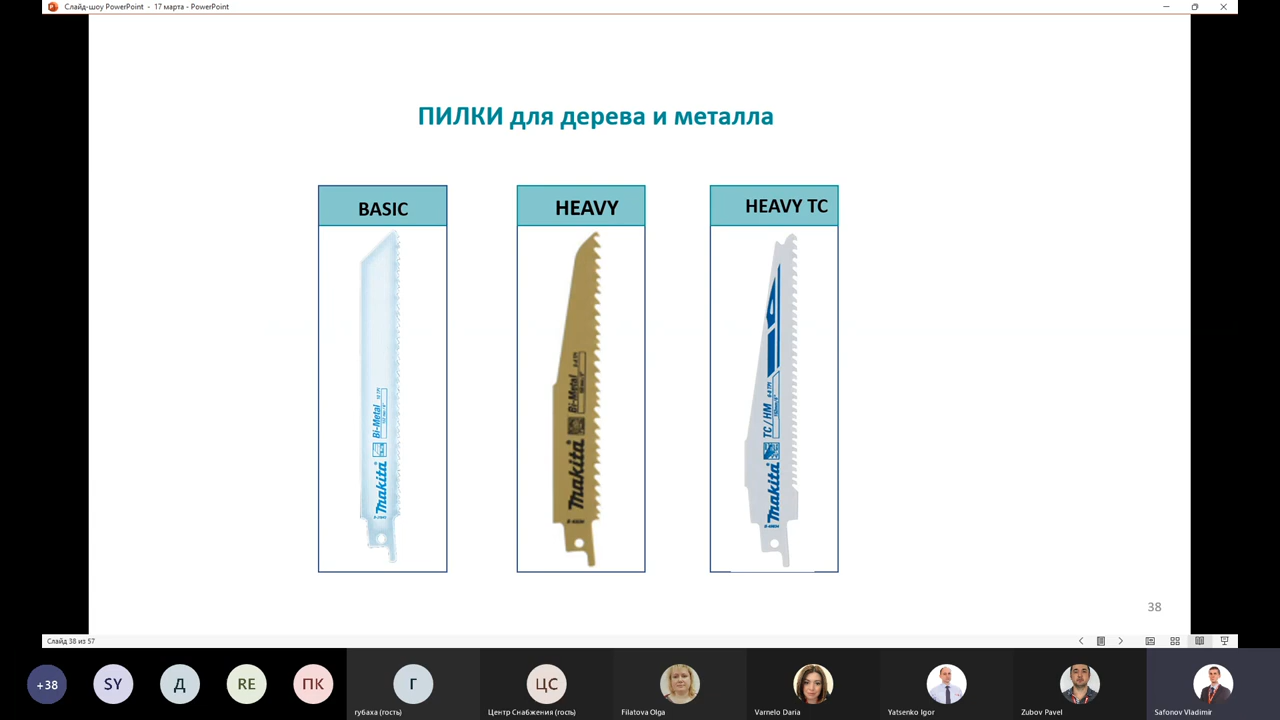 Слайд-шоу PowerPoint - 17 марта - PowerPoint
ПИЛКИ для дерева и металла
BASIC
HEAVY
HEAVY TC
makita
Bi-Metal
makita
Bi-Metal
makita
TC / HM
38
Слайд 38 из 57
+38
SY
Д
RE
ПК
Г
губаха (гость)
ЦС
Центр Снабжения (гость)
Filatova Olga
Varnelo Daria
Yatsenko Igor
Zubov Pavel
Safonov Vladimir